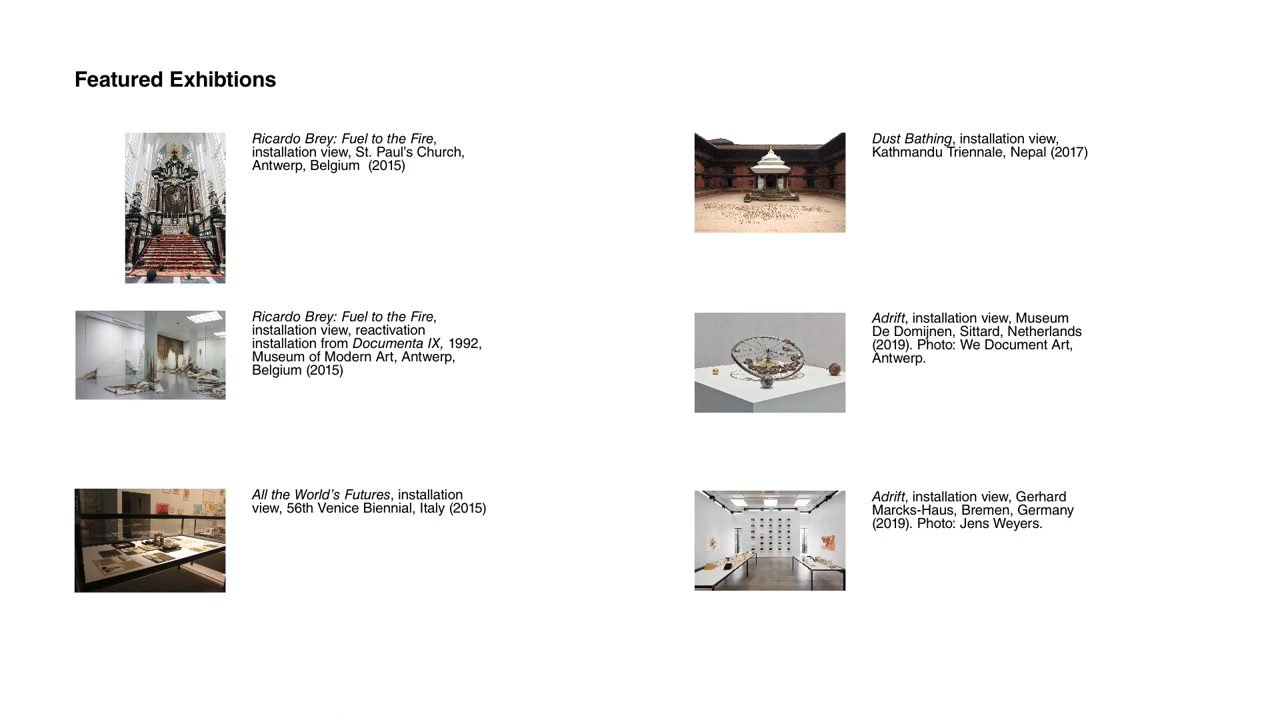 Featured Exhibtions
Ricardo Brey: Fuel to the Fire,
installation view, St. Paul's Church,
Antwerp, Belgium  (2015)
Ricardo Brey: Fuel to the Fire,
installation view, reactivation
installation from Documenta IX, 1992,
Museum of Modern Art, Antwerp,
Belgium (2015)
All the World's Futures, installation
view, 56th Venice Biennial, Italy (2015)
Dust Bathing, installation view,
Kathmandu Triennale, Nepal (2017)
Adrift, installation view, Museum
De Domijnen, Sittard, Netherlands
(2019). Photo: We Document Art,
Antwerp.
Adrift, installation view, Gerhard
Marcks-Haus, Bremen, Germany
(2019). Photo: Jens Weyers.